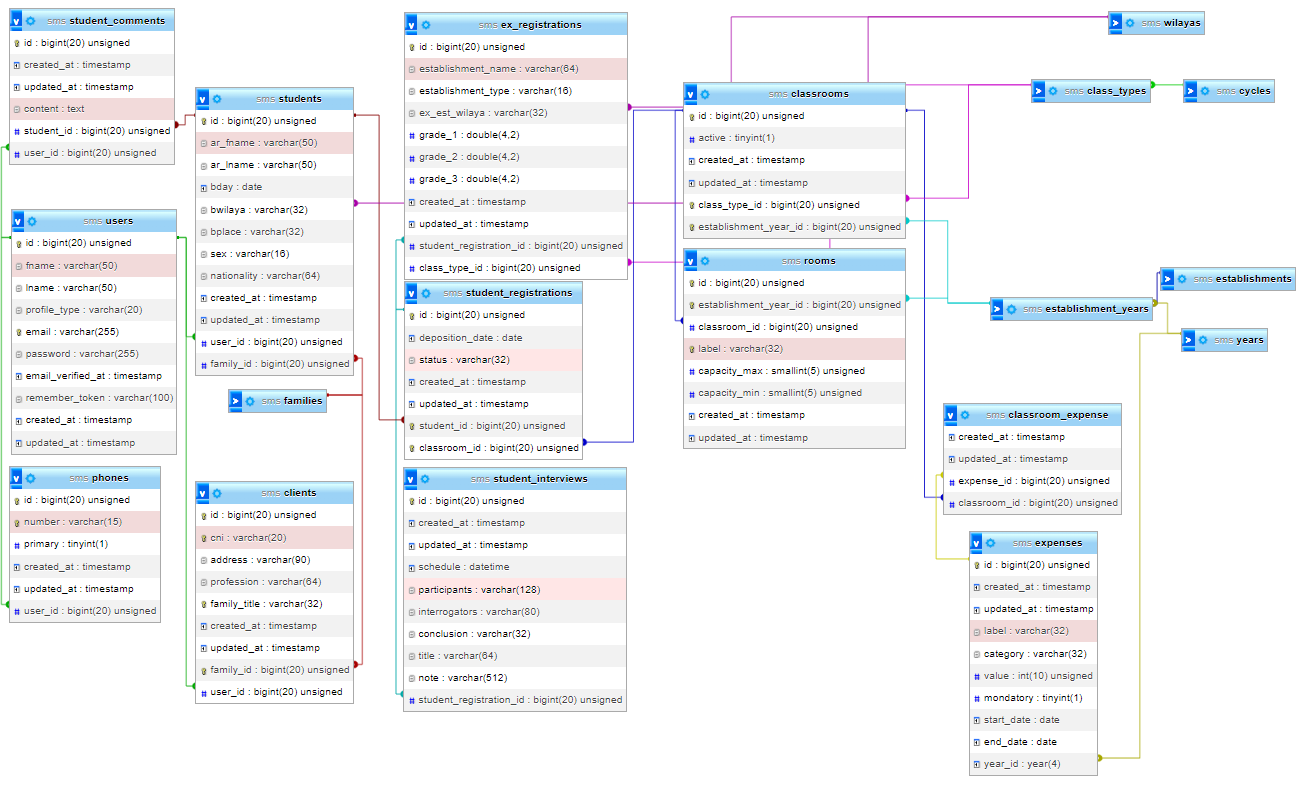 v sms student_comments
id : bigint(20) unsigned
created_at : timestamp
updated_at : timestamp
content : text
# student_id : bigint(20) unsigned
# user_id : bigint(20) unsigned
v sms users
id : bigint(20) unsigned
fname : varchar(50)
lname : varchar(50)
profile_type : varchar(20)
email : varchar(255)
password : varchar(255)
email_verified_at : timestamp
remember_token : varchar(100)
created_at : timestamp
updated_at : timestamp
v sms phones
id : bigint(20) unsigned
number : varchar(15)
# primary : tinyint(1)
created_at : timestamp
updated_at : timestamp
# user_id : bigint(20) unsigned
v sms students
id : bigint(20) unsigned
ar_fname : varchar(50)
ar_lname : varchar(50)
bday : date
bwilaya : varchar(32)
bplace : varchar(32)
sex : varchar(16)
nationality : varchar(64)
created_at : timestamp
updated_at : timestamp
# user_id : bigint(20) unsigned
# family_id : bigint(20) unsigned
> sms families
v sms clients
id : bigint(20) unsigned
cni : varchar(20)
address : varchar(90)
profession : varchar(64)
family_title : varchar(32)
created_at : timestamp
updated_at : timestamp
family_id : bigint(20) unsigned
# user_id : bigint(20) unsigned
v sms ex_registrations
id : bigint(20) unsigned
establishment_name : varchar(64)
establishment_type : varchar(16)
ex_est_wilaya : varchar(32)
# grade_1 : double(4,2)
# grade_2 : double(4,2)
# grade_3 : double(4,2)
created_at : timestamp
updated_at : timestamp
# student_registration_id : bigint(20) unsigned
# class_type_id : bigint(20) unsigned
v sms student_registrations
id : bigint(20) unsigned
deposition_date : date
status : varchar(32)
created_at : timestamp
updated_at : timestamp
student_id : bigint(20) unsigned
# classroom_id : bigint(20) unsigned
v sms student_interviews
id : bigint(20) unsigned
created_at : timestamp
updated_at : timestamp
schedule : datetime
participants : varchar(128)
interrogators : varchar(80)
conclusion : varchar(32)
title : varchar(64)
note : varchar(512)
# student_registration_id : bigint(20) unsigned
v sms classrooms
id : bigint(20) unsigned
# active : tinyint(1)
created_at : timestamp
updated_at : timestamp
# class_type_id : bigint(20) unsigned
establishment_year_id : bigint(20) unsigned
v sms rooms
id : bigint(20) unsigned
establishment_year_id : bigint(20) unsigned
# classroom_id : bigint(20) unsigned
label : varchar(32)
# capacity_max : smallint(5) unsigned
# capacity_min : smallint(5) unsigned
created_at : timestamp
updated_at : timestamp
> sms wilayas
> sms class_types
> sms cycles
> sms establishments
> sms establishment_years
> sms years
v sms classroom_expense
created_at : timestamp
updated_at : timestamp
# expense_id : bigint(20) unsigned
# classroom_id : bigint(20) unsigned
v sms expenses
id : bigint(20) unsigned
created_at : timestamp
updated_at : timestamp
label : varchar(32)
category : varchar(32)
# value : int(10) unsigned
# mondatory : tinyint(1)
start_date : date
end_date : date
year_id : year(4)